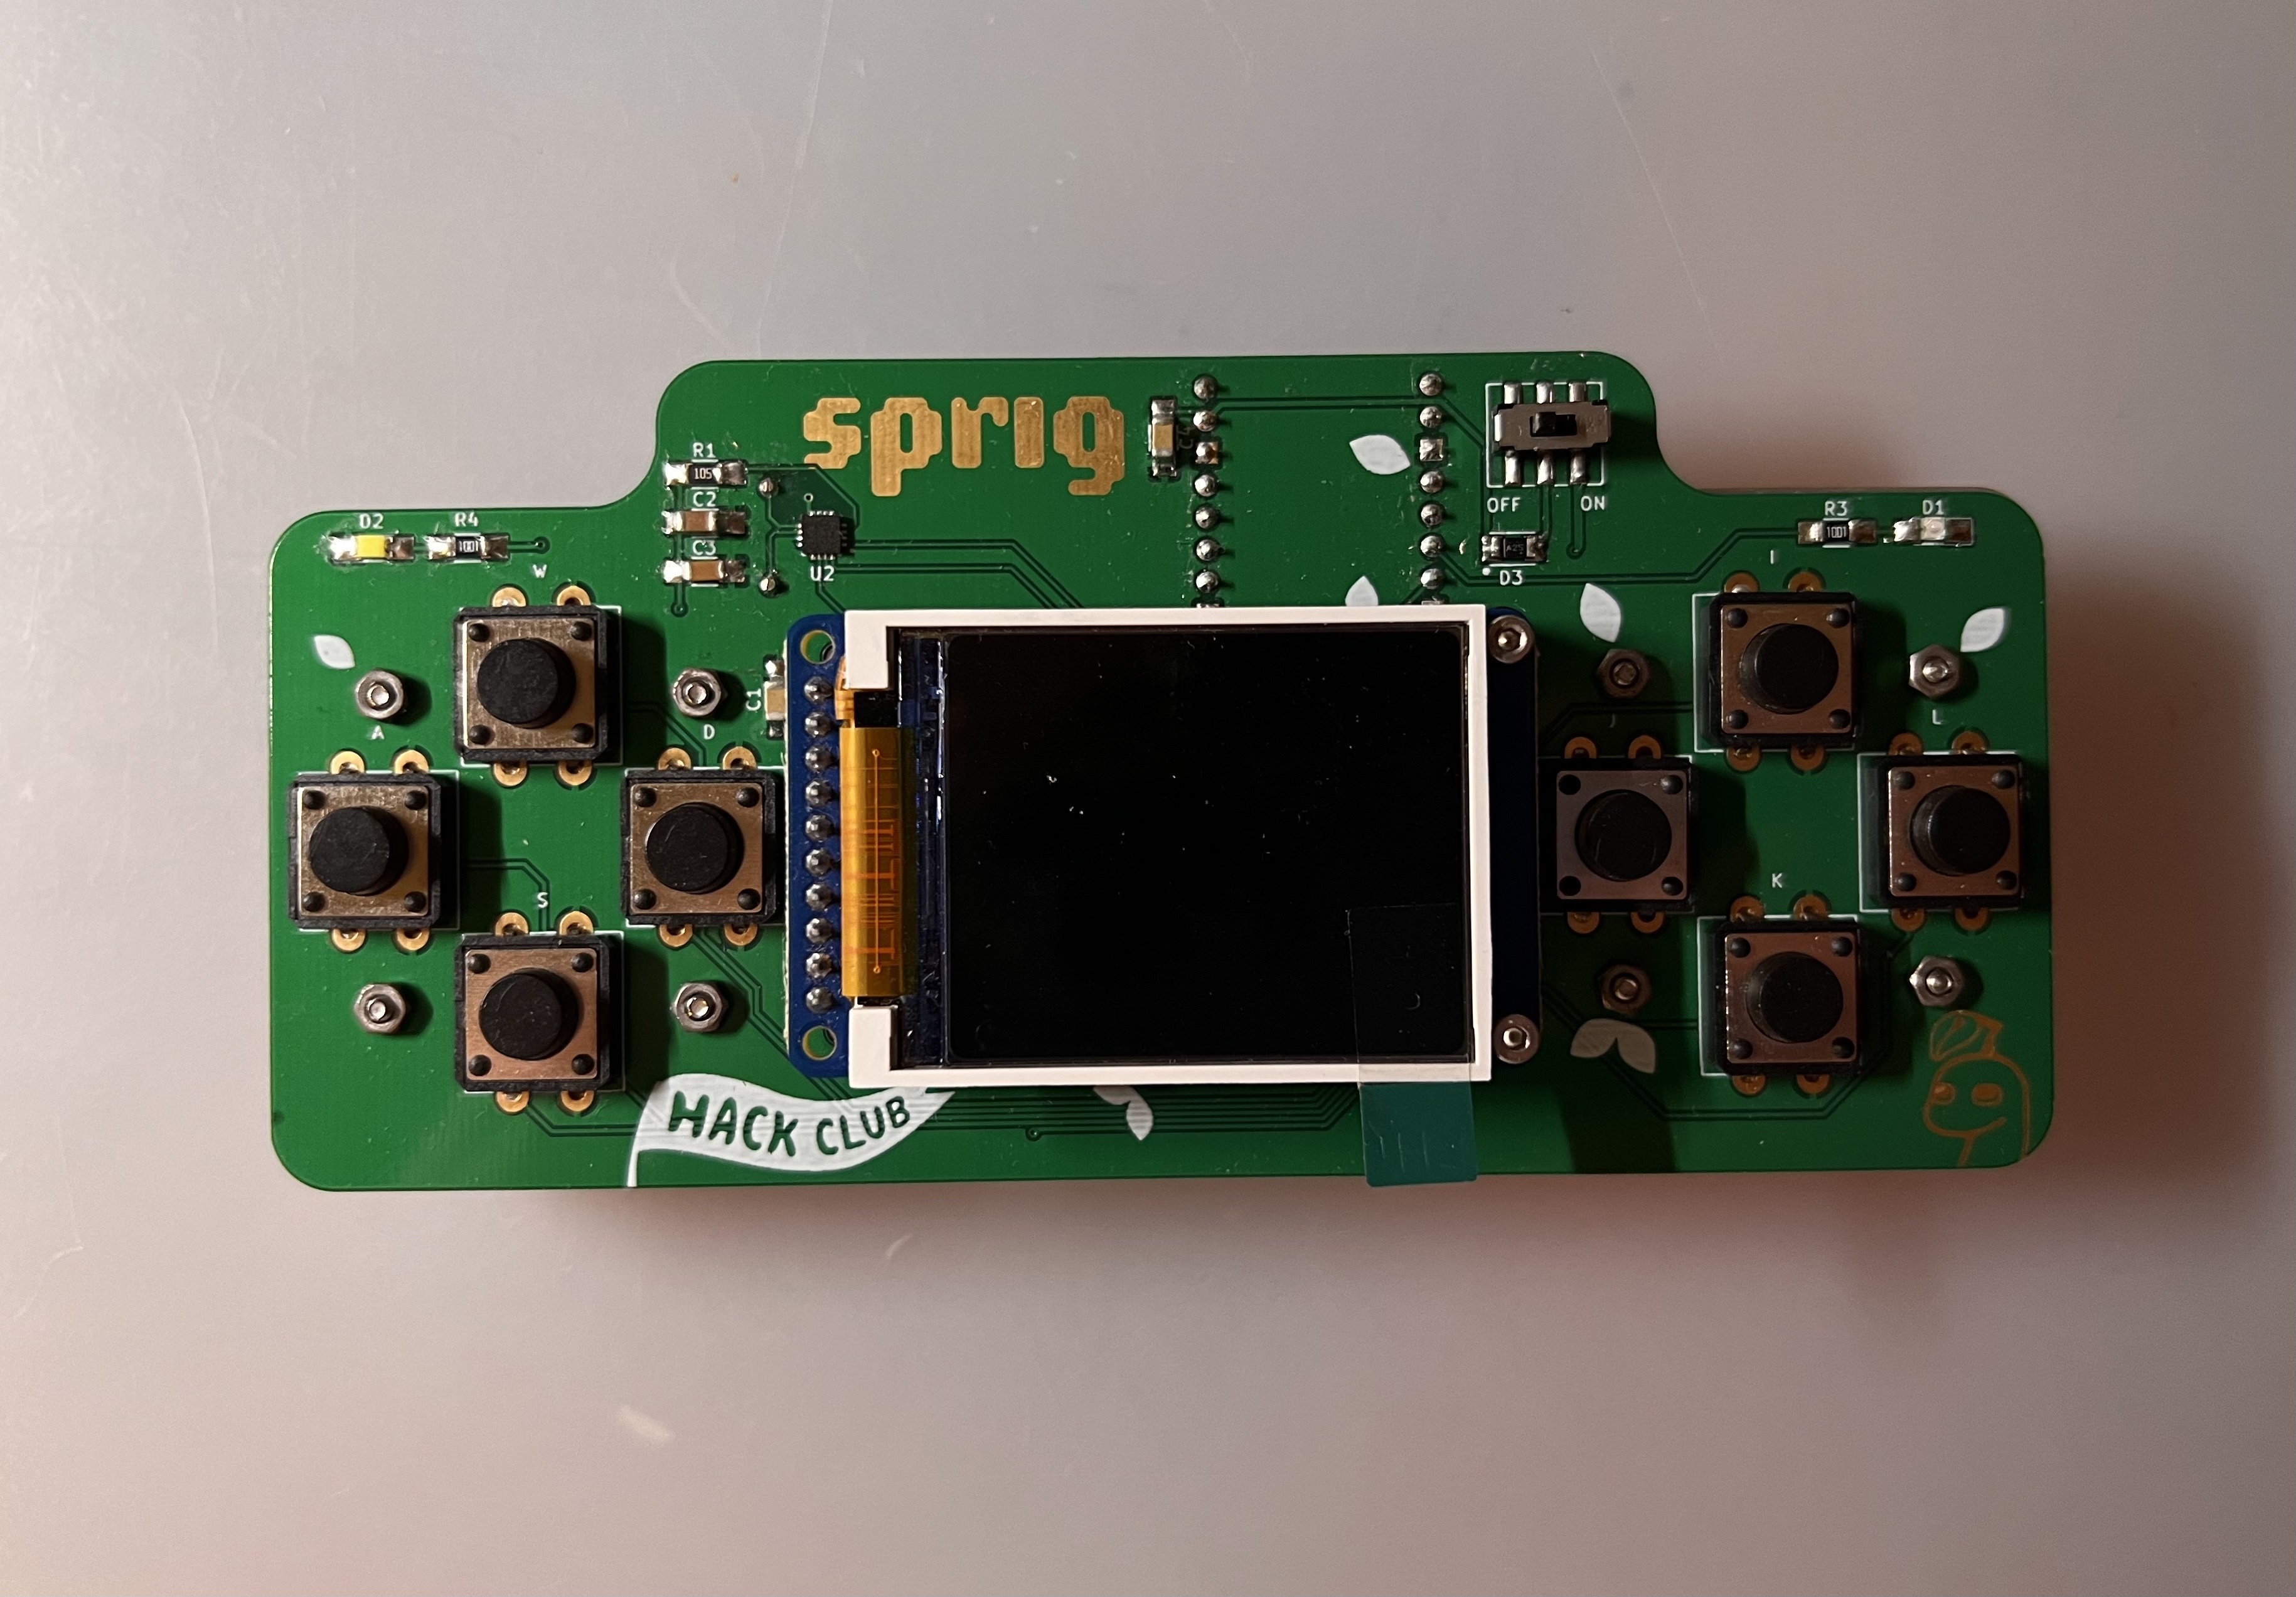 sprig
R1
105
C2
C3
U2
OFF ON
D3
D2 R4
1001
R3 D1
1001
W
A
D
S
C1
I
J
L
K
HACK CLUB